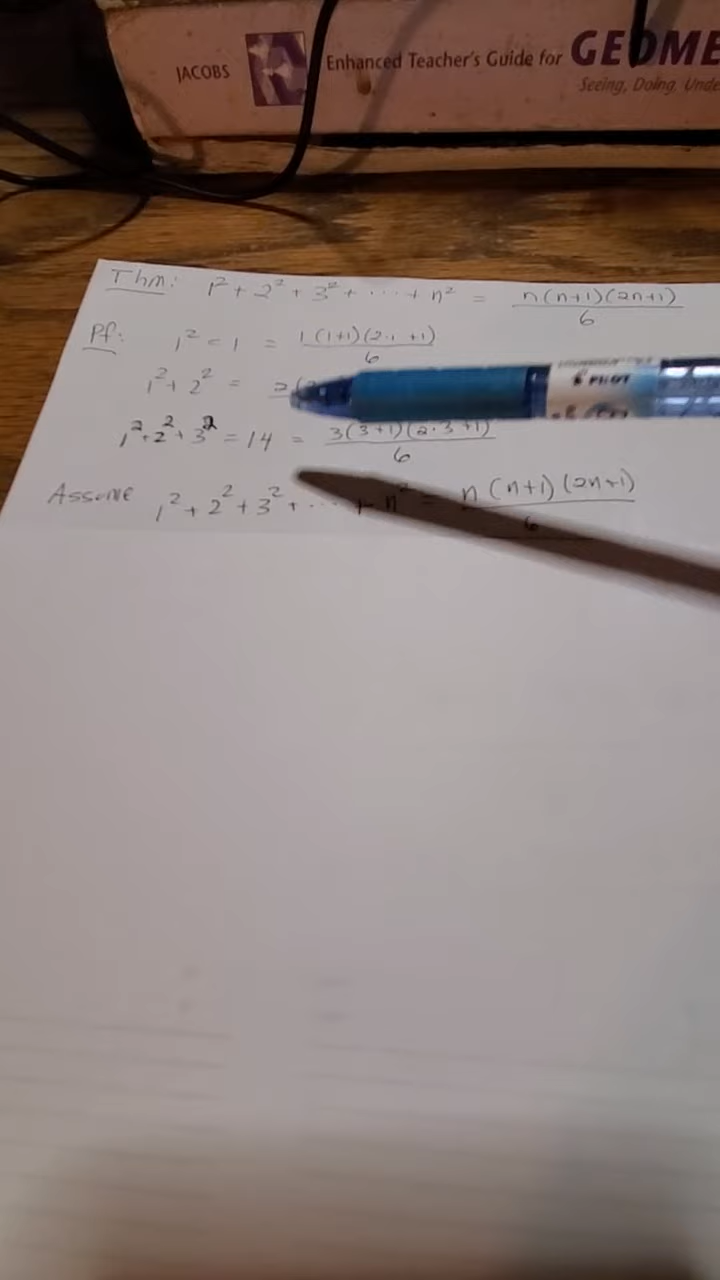 JACOBS Enhanced Teacher's Guide for GEOME
Seeing, Doing, Unde
Thm: 1² + 2² + 3² + ... + n² = n(n+1)(2n+1)/6
Pf: 1² = 1 = 1(1+1)(2·1+1)/6
1² + 2² = 2(
1² + 2² + 3² = 14 = 3(3+1)(2·3+1)/6
Assume 1² + 2² + 3² + ... + n² = n(n+1)(2n+1)/6
PILOT